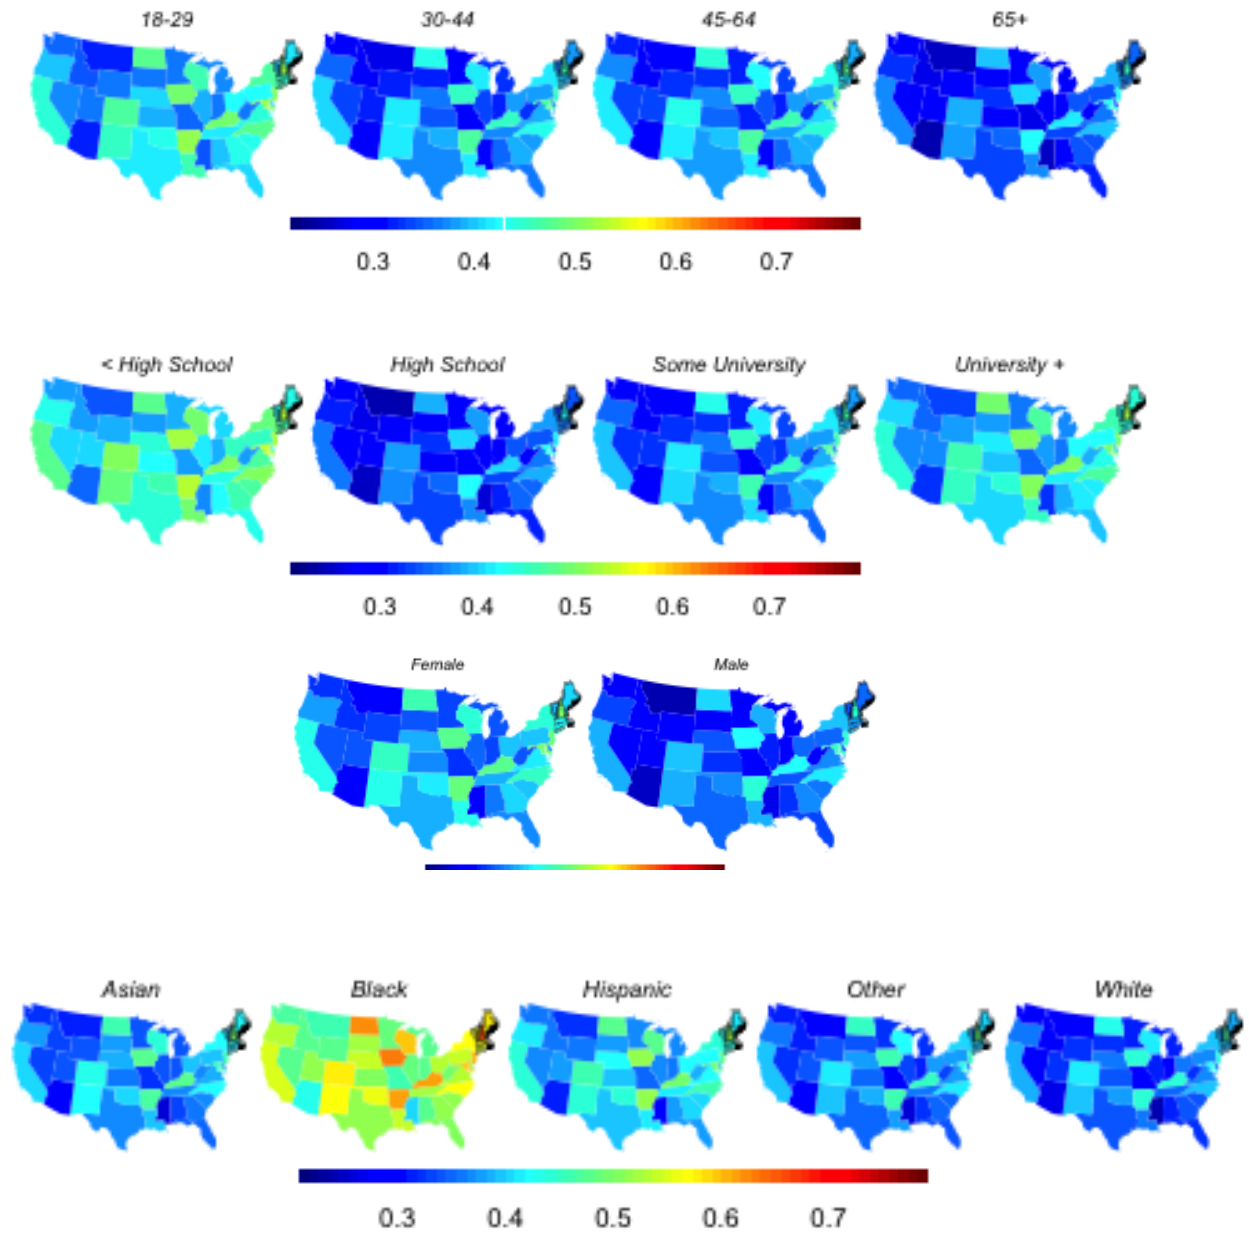 18-29 30-44 45-64 65+
0.3 0.4 0.5 0.6 0.7
< High School High School Some University University +
0.3 0.4 0.5 0.6 0.7
Female Male
Asian Black Hispanic Other White
0.3 0.4 0.5 0.6 0.7